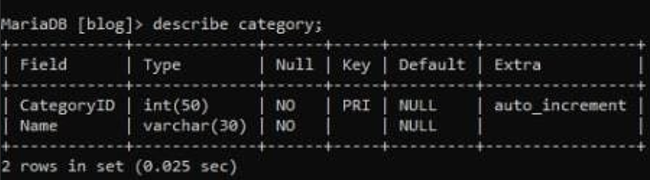 MariaDB [blog]> describe category;
+------------+-------------+------+-----+---------+----------------+
| Field      | Type        | Null | Key | Default | Extra          |
+------------+-------------+------+-----+---------+----------------+
| CategoryID | int(50)     | NO   | PRI | NULL    | auto_increment |
| Name       | varchar(30) | NO   |     | NULL    |                |
+------------+-------------+------+-----+---------+----------------+
2 rows in set (0.025 sec)